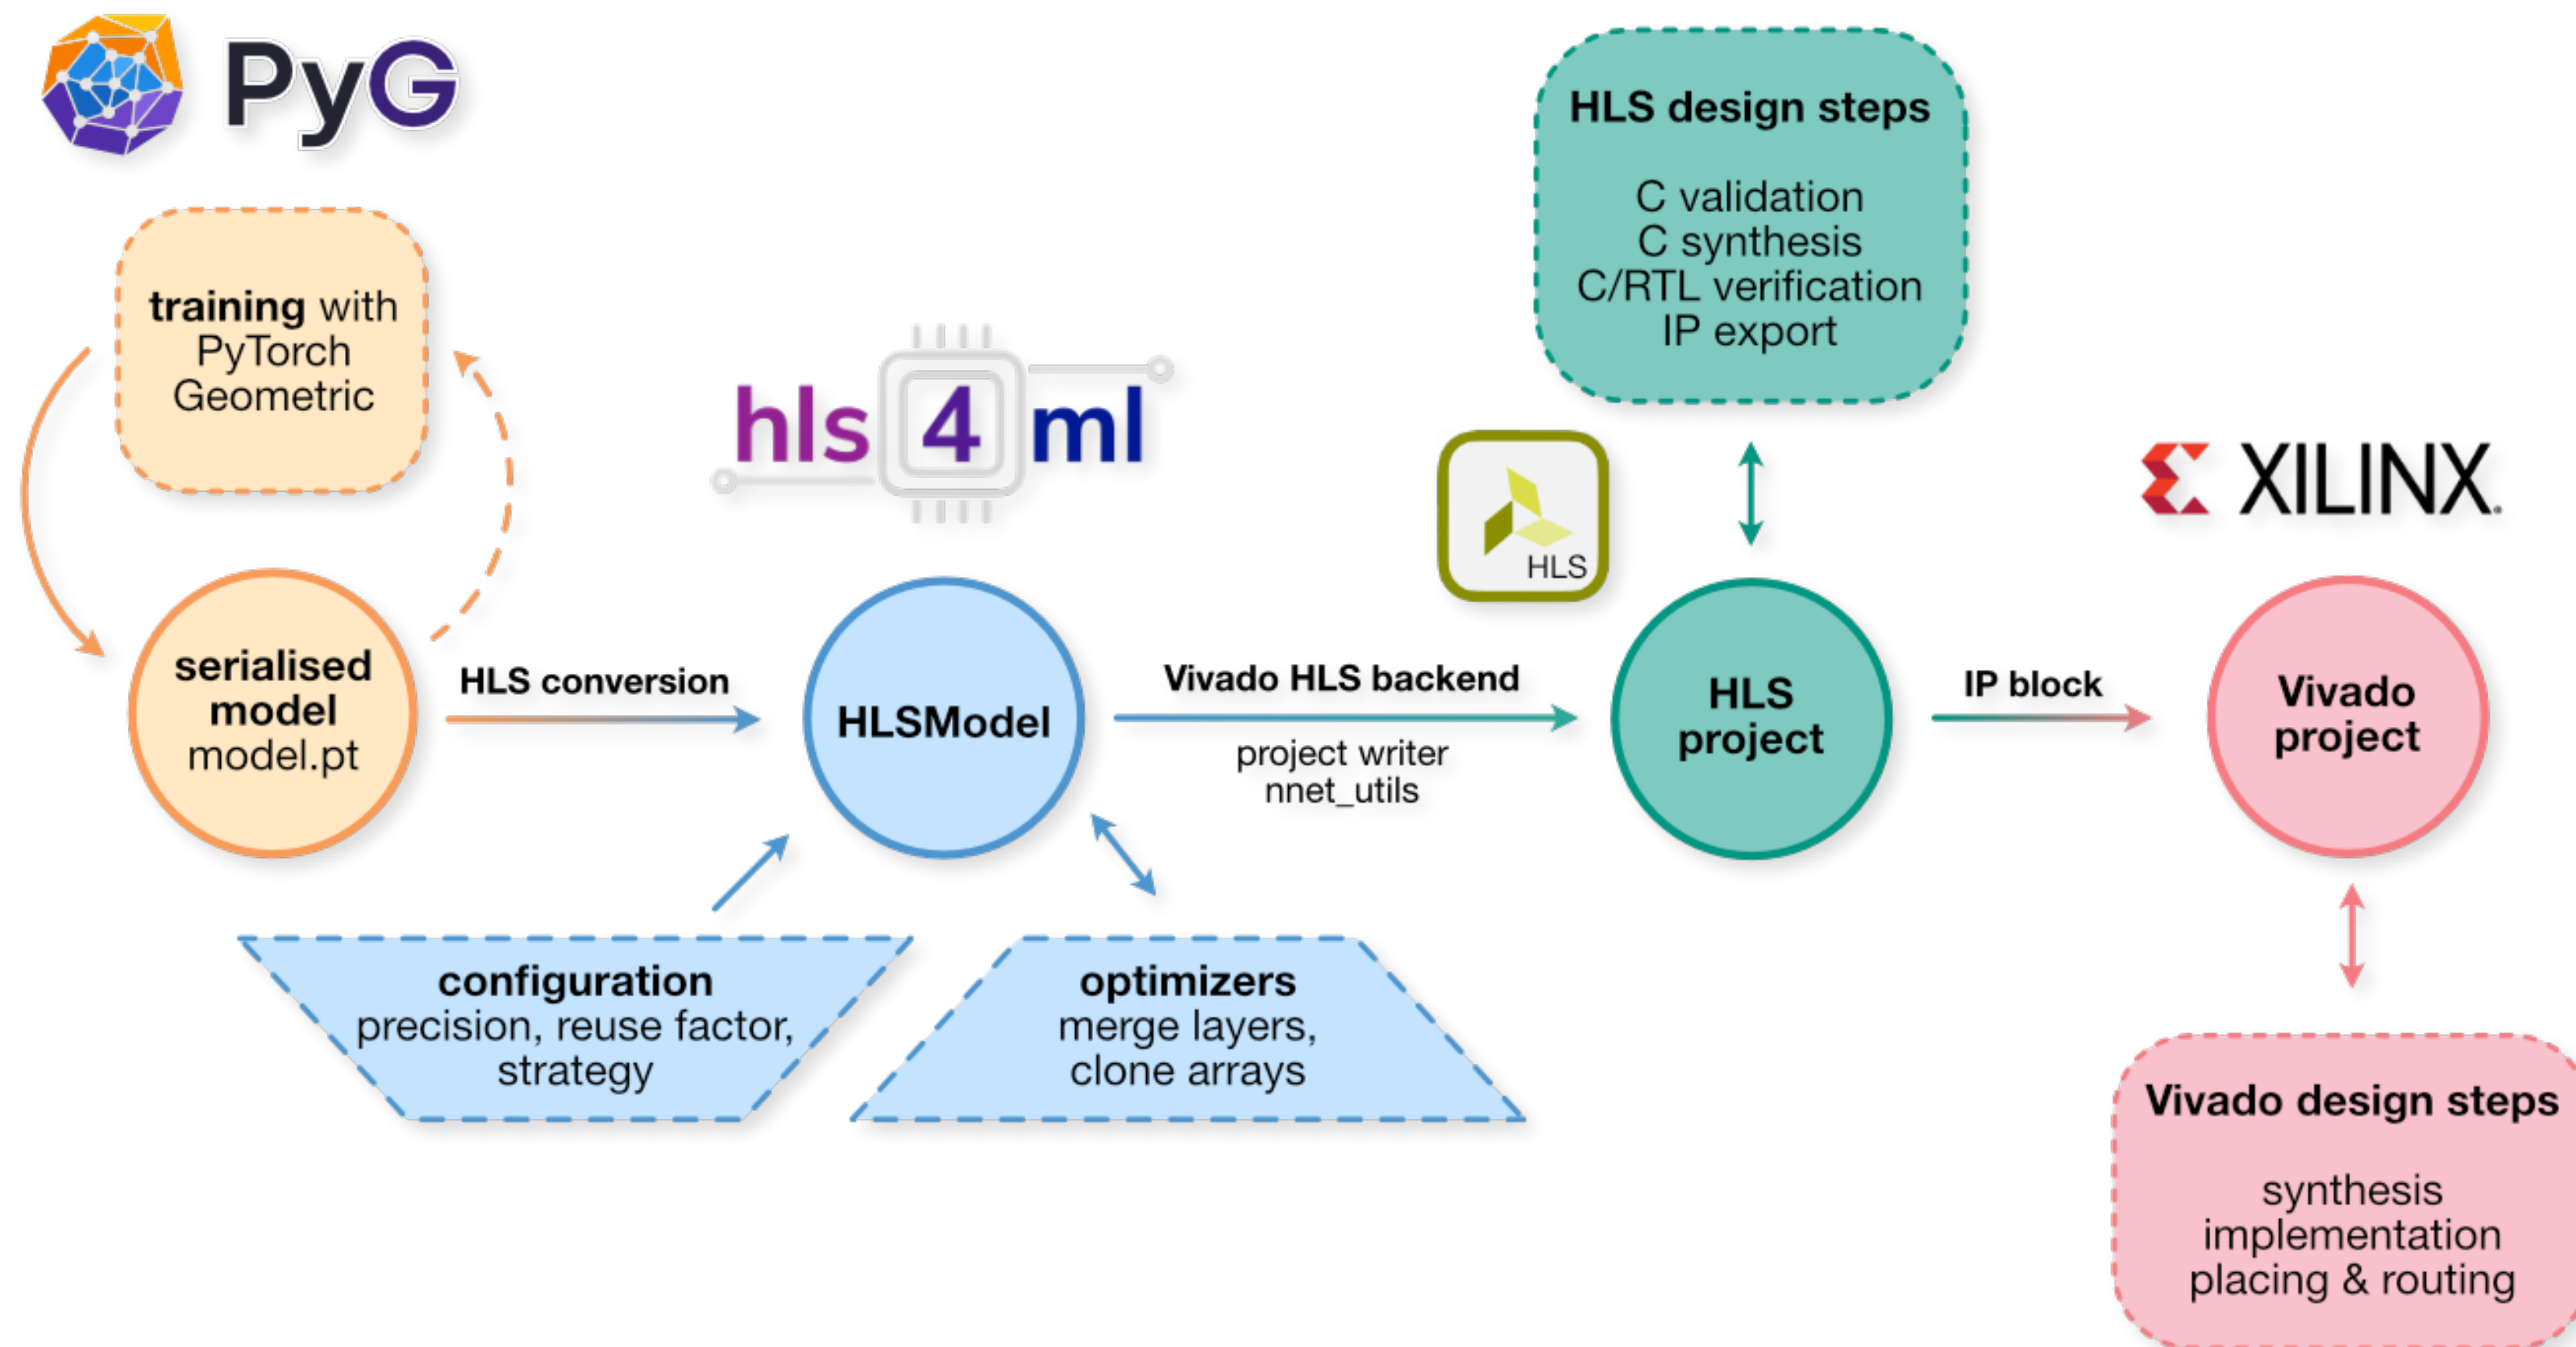 PyG
training with
PyTorch
Geometric
serialised
model
model.pt
HLS conversion
hls 4 ml
HLSModel
configuration
precision, reuse factor,
strategy
optimizers
merge layers,
clone arrays
Vivado HLS backend
project writer
nnet_utils
HLS
HLS design steps
C validation
C synthesis
C/RTL verification
IP export
HLS
project
IP block
XILINX.
Vivado
project
Vivado design steps
synthesis
implementation
placing & routing